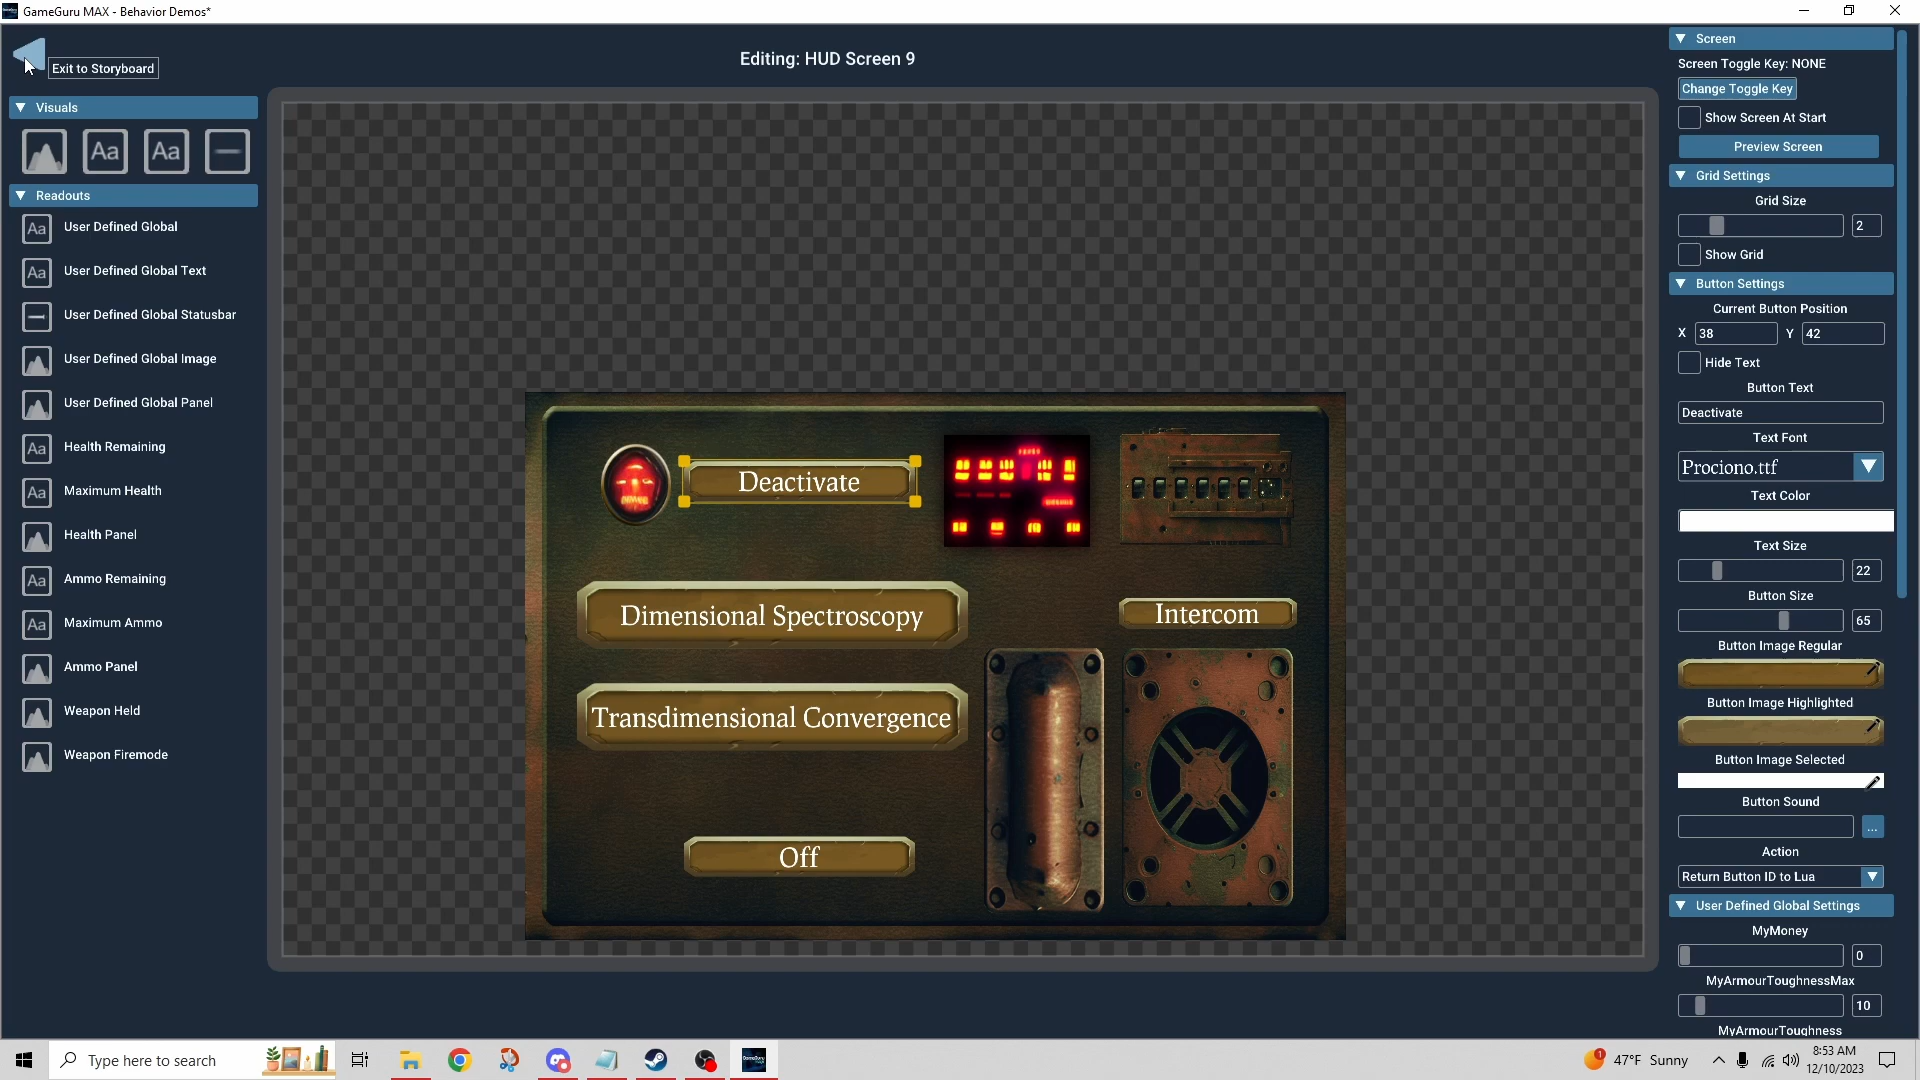 GameGuru MAX - Behavior Demos*
Exit to Storyboard
Editing: HUD Screen 9
Visuals
Aa
Aa
Readouts
Aa User Defined Global
Aa User Defined Global Text
User Defined Global Statusbar
User Defined Global Image
User Defined Global Panel
Aa Health Remaining
Aa Maximum Health
Health Panel
Aa Ammo Remaining
Aa Maximum Ammo
Ammo Panel
Weapon Held
Weapon Firemode
Deactivate
Dimensional Spectroscopy
Intercom
Transdimensional Convergence
Off
Screen
Screen Toggle Key: NONE
Change Toggle Key
Show Screen At Start
Preview Screen
Grid Settings
Grid Size
2
Show Grid
Button Settings
Current Button Position
X 38 Y 42
Hide Text
Button Text
Deactivate
Text Font
Prociono.ttf
Text Color
Text Size
22
Button Size
65
Button Image Regular
Button Image Highlighted
Button Image Selected
Button Sound
...
Action
Return Button ID to Lua
User Defined Global Settings
MyMoney
0
MyArmourToughnessMax
10
MyArmourToughness
Type here to search
1
47°F Sunny
8:53 AM
12/10/2023